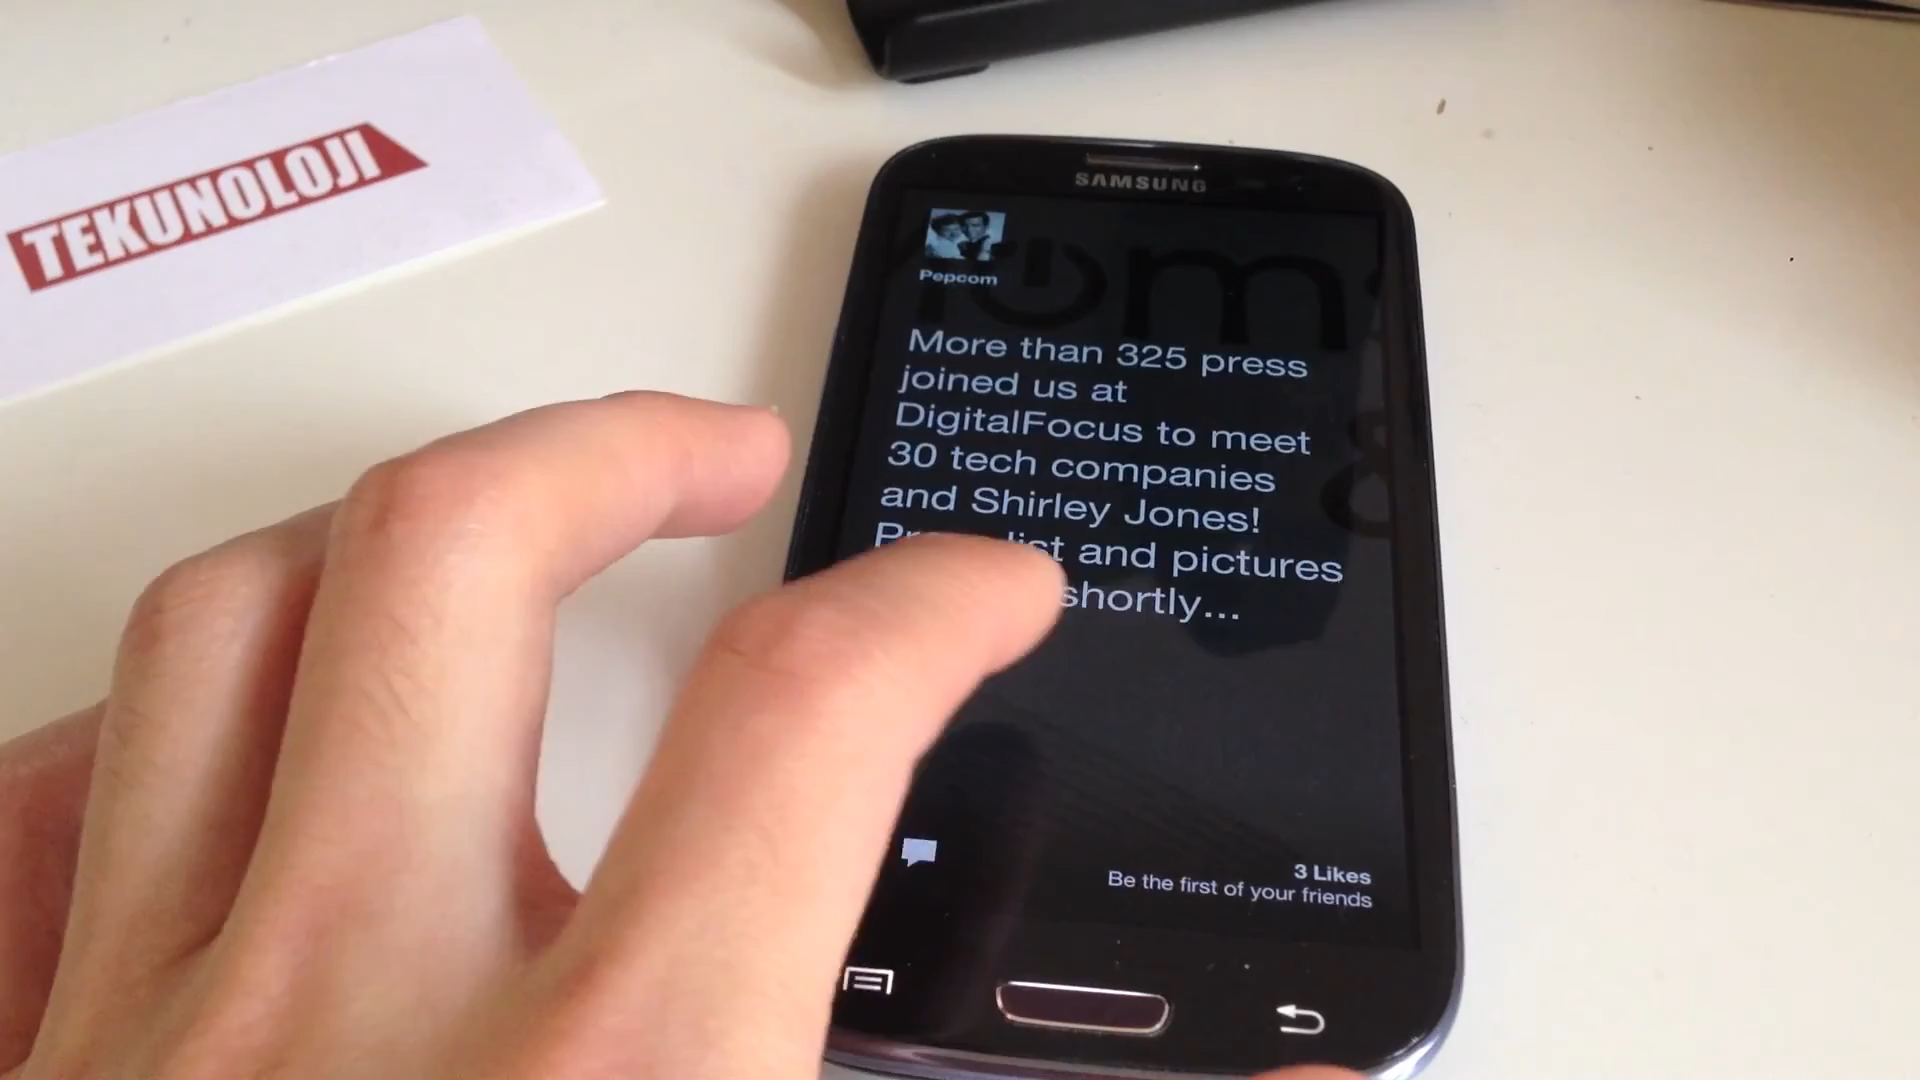 TEKUNOLOJI
SAMSUNG
Pepcom
More than 325 press
joined us at
DigitalFocus to meet
30 tech companies
and Shirley Jones!
and pictures
shortly...
3 Likes
Be the first of your friends